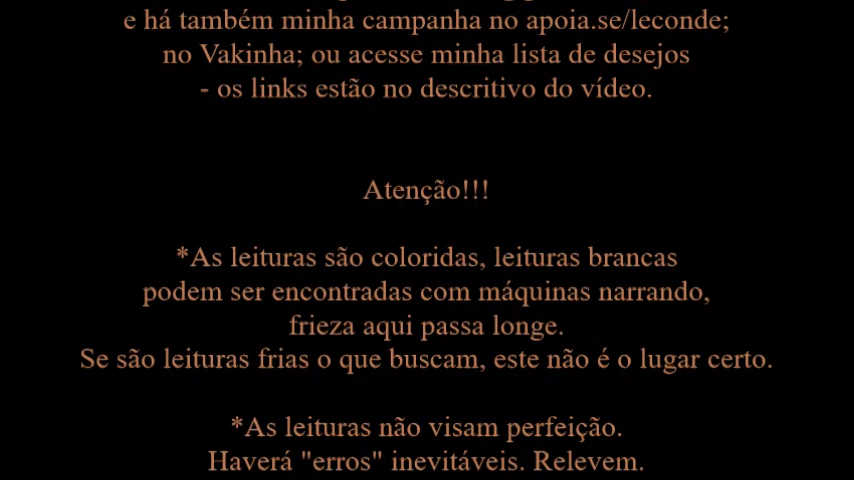 e há também minha campanha no apoia.se/leconde;
no Vakinha; ou acesse minha lista de desejos
- os links estão no descritivo do vídeo.
Atenção!!!
*As leituras são coloridas, leituras brancas
podem ser encontradas com máquinas narrando,
frieza aqui passa longe.
Se são leituras frias o que buscam, este não é o lugar certo.
*As leituras não visam perfeição.
Haverá "erros" inevitáveis. Relevem.